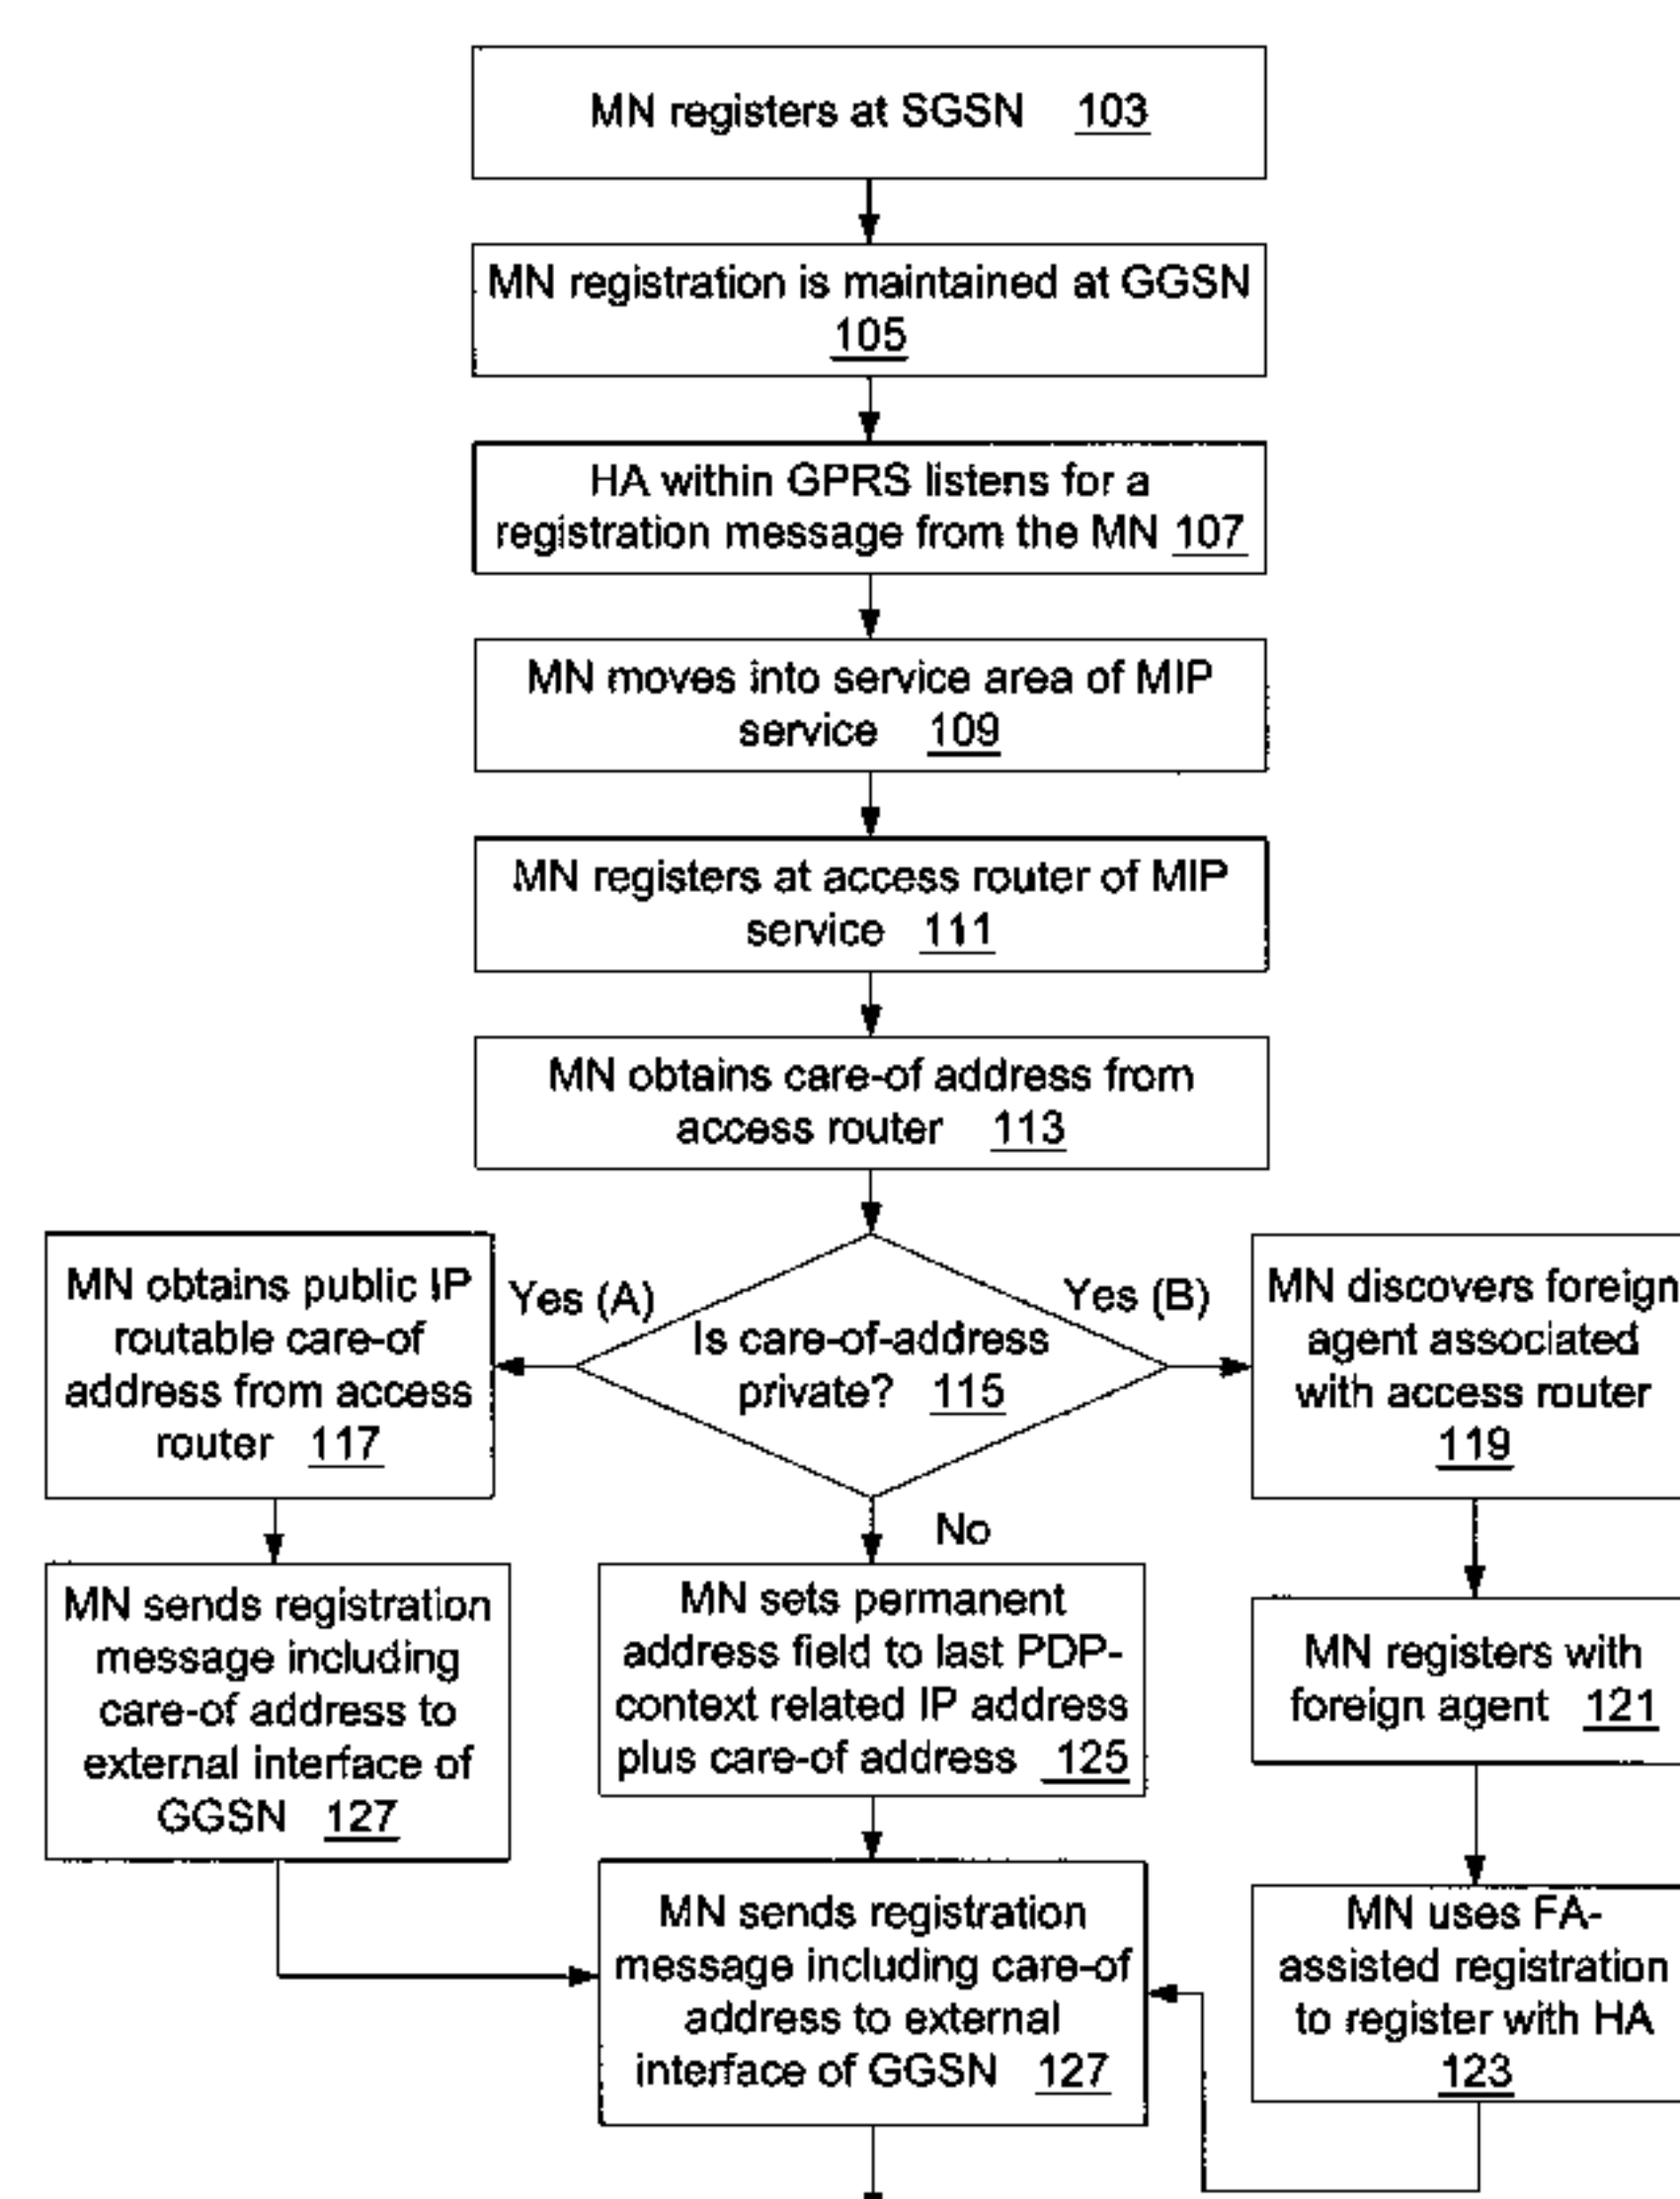 MN registers at SGSN 103
MN registration is maintained at GGSN
105
HA within GPRS listens for a
registration message from the MN 107
MN moves into service area of MIP
service 109
MN registers at access router of MIP
service 111
MN obtains care-of address from
access router 113
MN obtains public IP
routable care-of
address from access
router 117
Yes (A)
Is care-of-address
private? 115
Yes (B)
MN discovers foreign
agent associated
with access router
119
No
MN sends registration
message including
care-of address to
external interface of
GGSN 127
MN sets permanent
address field to last PDP-
context related IP address
plus care-of address 125
MN registers with
foreign agent 121
MN sends registration
message including care-of
address to external
interface of GGSN 127
MN uses FA-
assisted registration
to register with HA
123